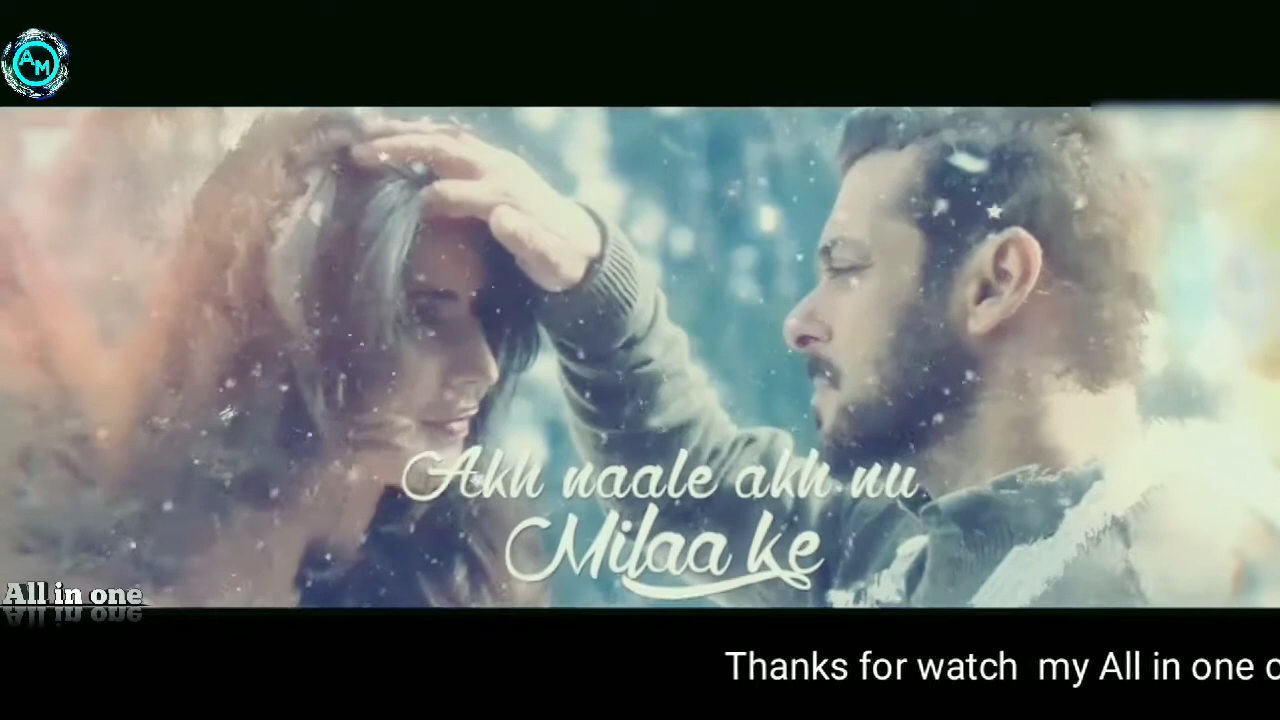 AM
Akh naale akh nu
Milaa ke
All in one
Thanks for watch my All in one